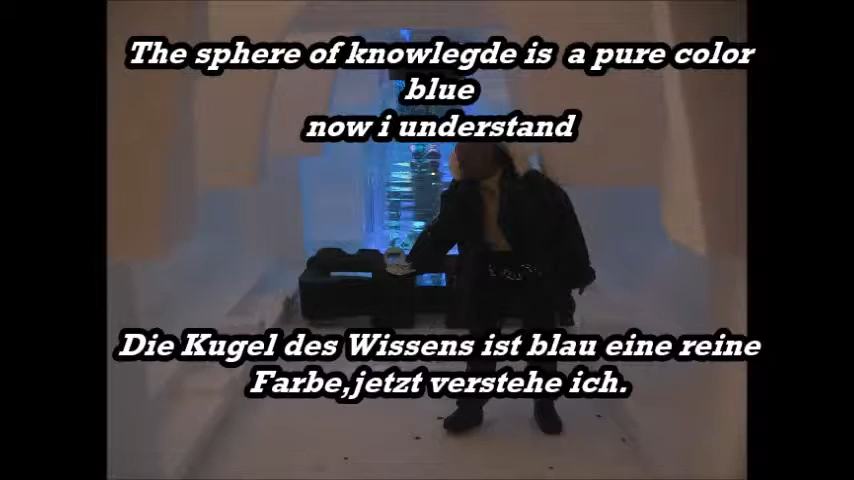 The sphere of knowlegde is a pure color
blue
now i understand
Die Kugel des Wissens ist blau eine reine
Farbe,jetzt verstehe ich.